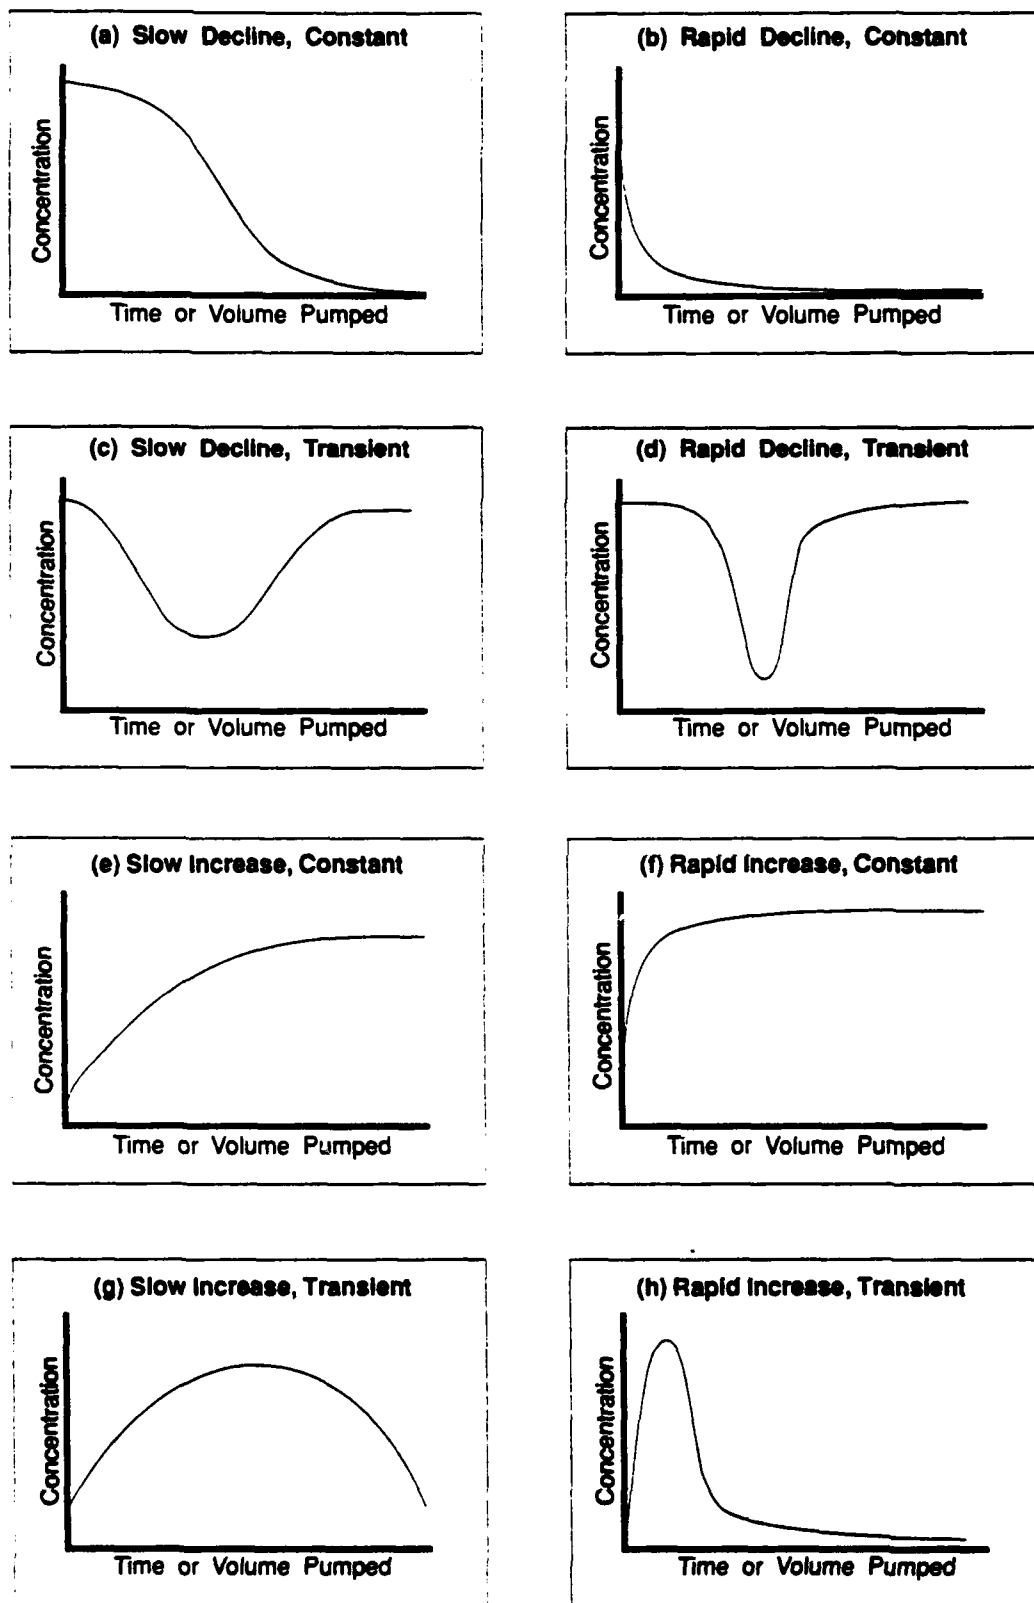 (a) Slow Decline, Constant
Concentration
Time or Volume Pumped
(b) Rapid Decline, Constant
Concentration
Time or Volume Pumped
(c) Slow Decline, Transient
Concentration
Time or Volume Pumped
(d) Rapid Decline, Transient
Concentration
Time or Volume Pumped
(e) Slow Increase, Constant
Concentration
Time or Volume Pumped
(f) Rapid Increase, Constant
Concentration
Time or Volume Pumped
(g) Slow Increase, Transient
Concentration
Time or Volume Pumped
(h) Rapid Increase, Transient
Concentration
Time or Volume Pumped